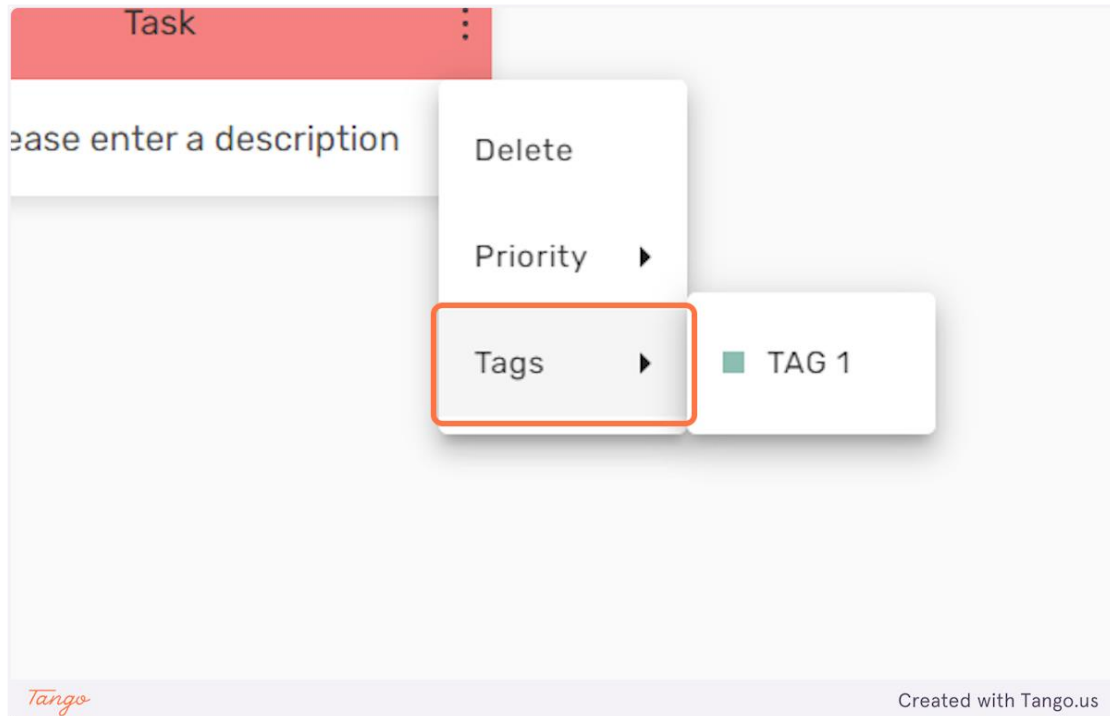 Task
ease enter a description
Delete
Priority
Tags
TAG 1
Tango
Created with Tango.us